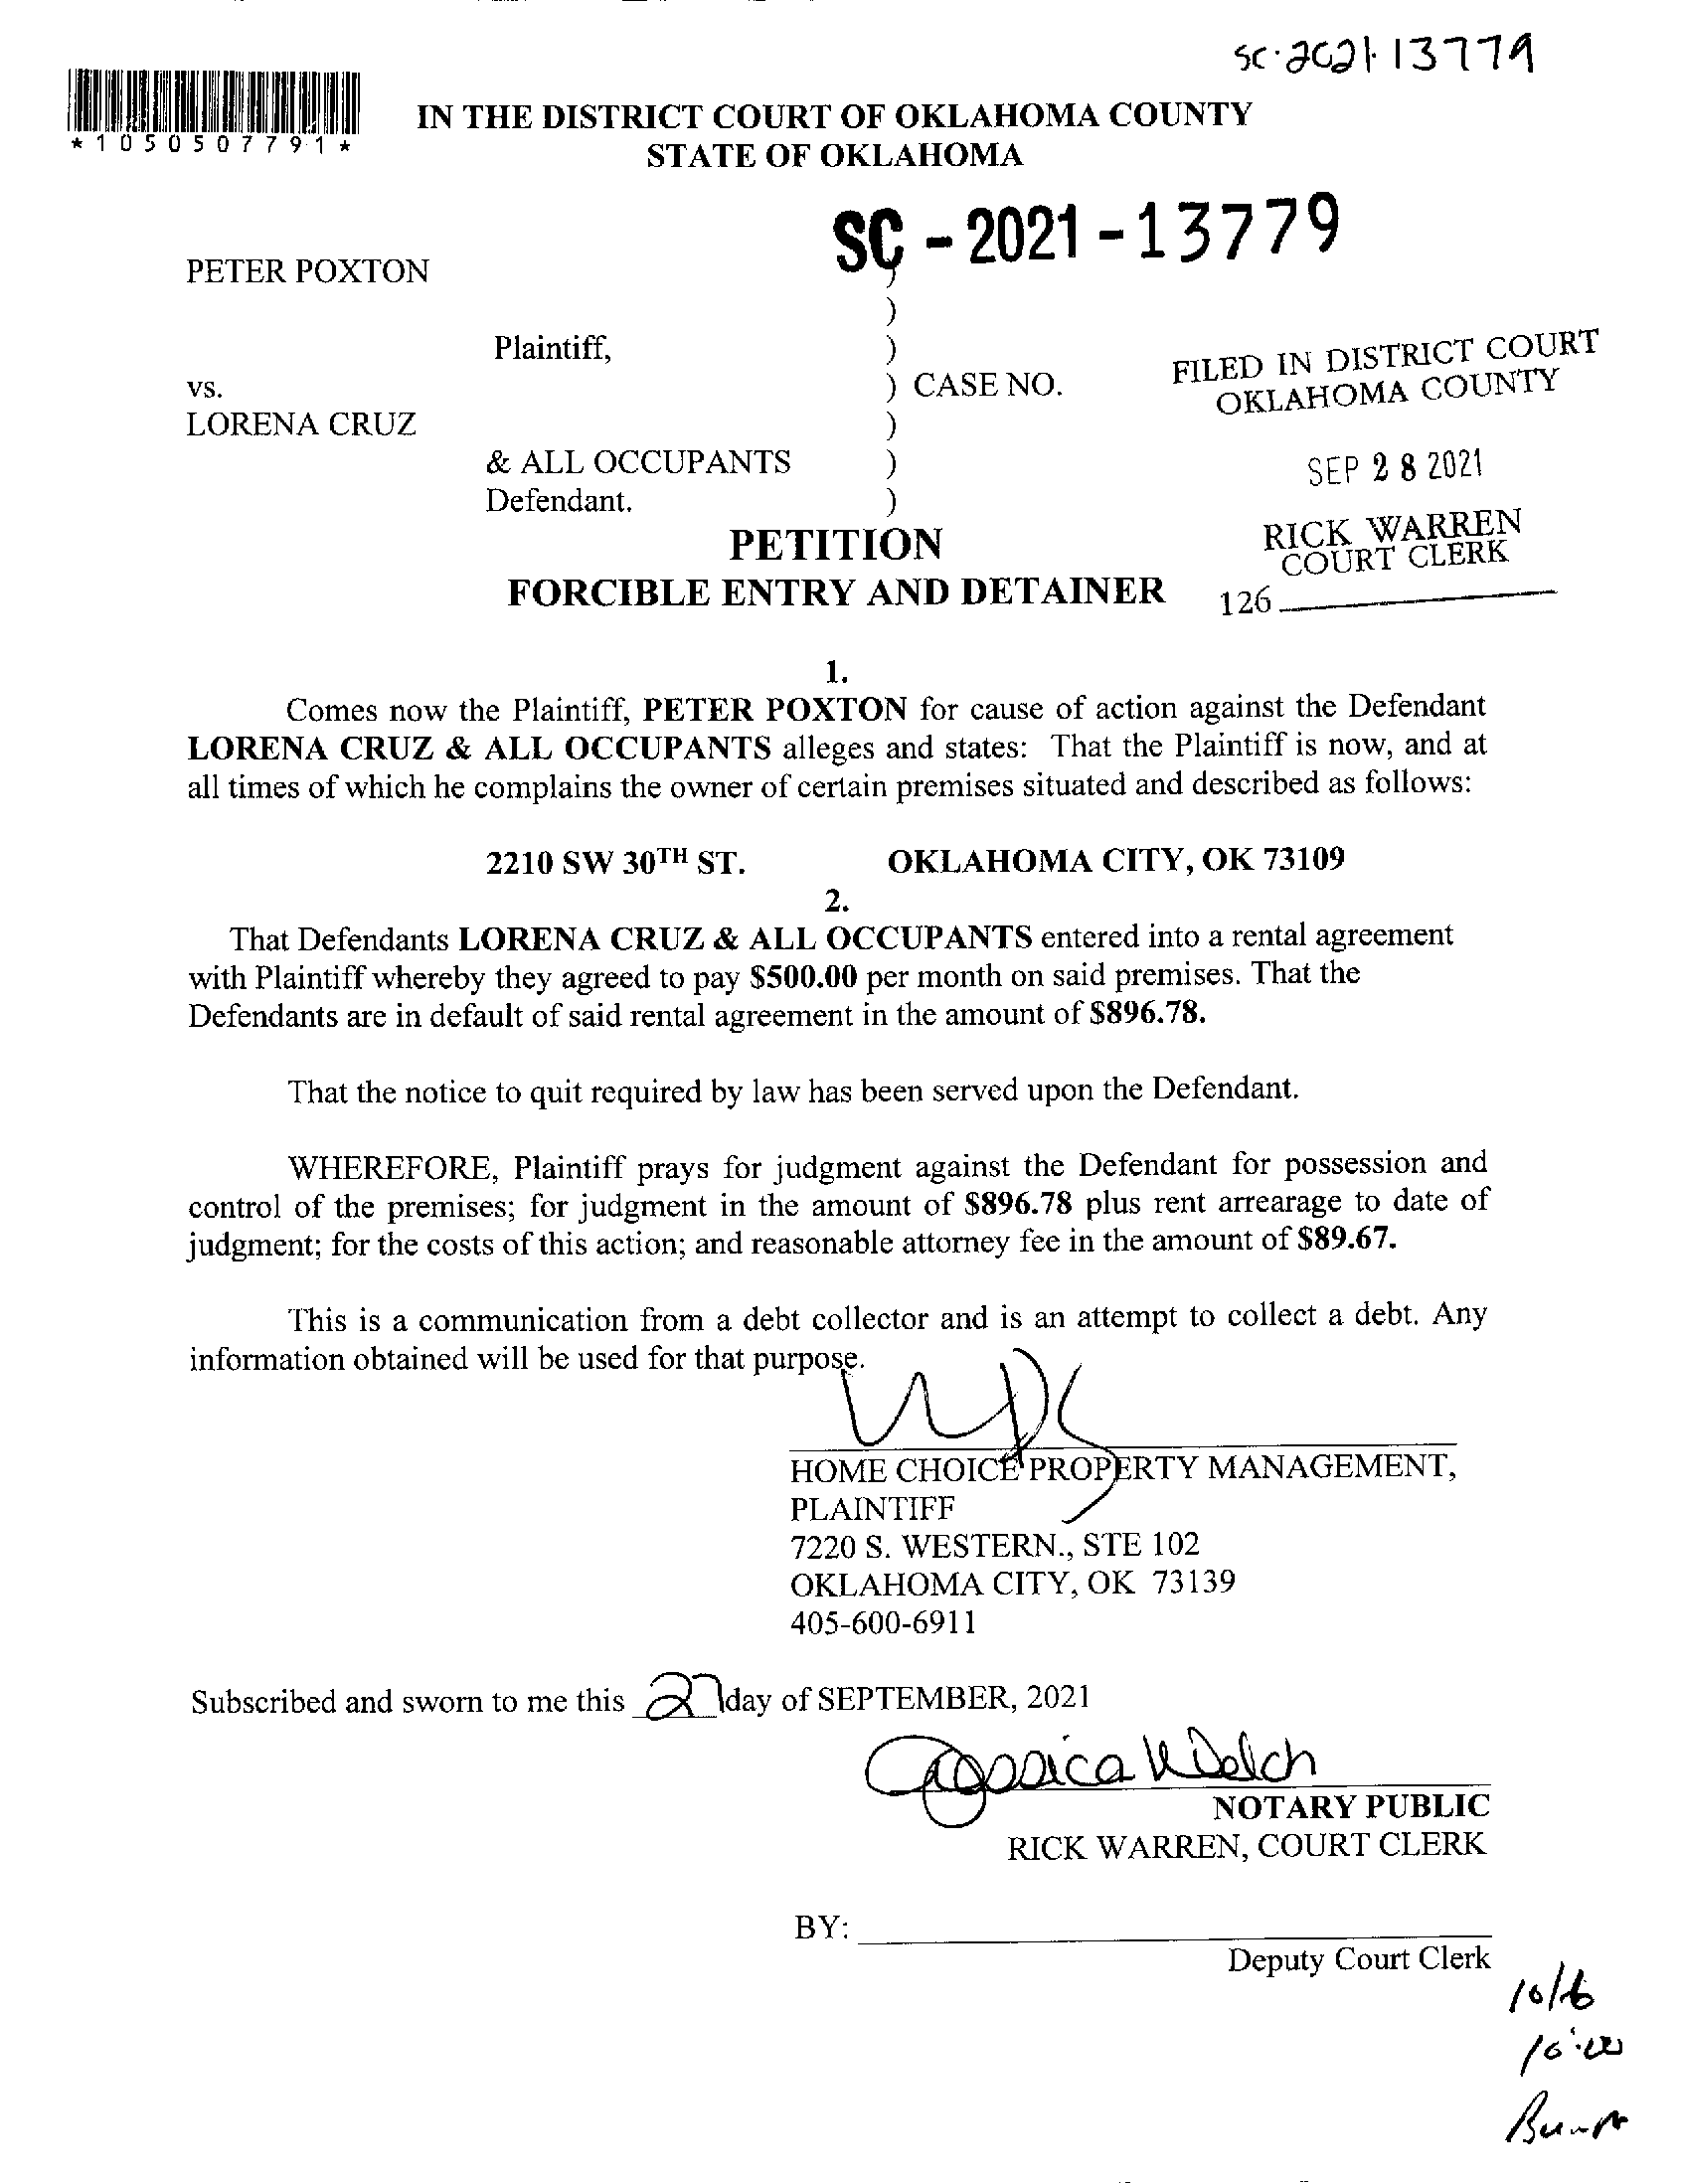 SC-2021-13779
*1050507791*
IN THE DISTRICT COURT OF OKLAHOMA COUNTY
STATE OF OKLAHOMA
SC - 2021 - 13779
PETER POXTON )
)
Plaintiff, )
vs. ) CASE NO.
LORENA CRUZ )
& ALL OCCUPANTS )
Defendant. )
FILED IN DISTRICT COURT
OKLAHOMA COUNTY
SEP 28 2021
RICK WARREN
COURT CLERK
126
PETITION
FORCIBLE ENTRY AND DETAINER
1.
Comes now the Plaintiff, PETER POXTON for cause of action against the Defendant
LORENA CRUZ & ALL OCCUPANTS alleges and states: That the Plaintiff is now, and at
all times of which he complains the owner of certain premises situated and described as follows:
2210 SW 30TH ST. OKLAHOMA CITY, OK 73109
2.
That Defendants LORENA CRUZ & ALL OCCUPANTS entered into a rental agreement
with Plaintiff whereby they agreed to pay $500.00 per month on said premises. That the
Defendants are in default of said rental agreement in the amount of $896.78.
That the notice to quit required by law has been served upon the Defendant.
WHEREFORE, Plaintiff prays for judgment against the Defendant for possession and
control of the premises; for judgment in the amount of $896.78 plus rent arrearage to date of
judgment; for the costs of this action; and reasonable attorney fee in the amount of $89.67.
This is a communication from a debt collector and is an attempt to collect a debt. Any
information obtained will be used for that purpose.
HOME CHOICE PROPERTY MANAGEMENT,
PLAINTIFF
7220 S. WESTERN., STE 102
OKLAHOMA CITY, OK 73139
405-600-6911
Subscribed and sworn to me this 27 day of SEPTEMBER, 2021
Jessica Welch
NOTARY PUBLIC
RICK WARREN, COURT CLERK
BY:
Deputy Court Clerk
10/6
10:00